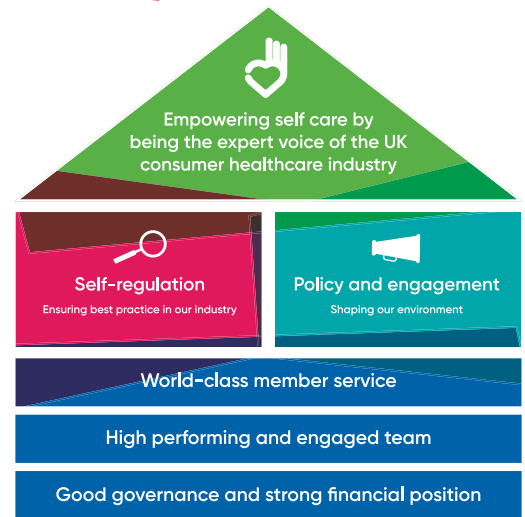 Empowering self care by
being the expert voice of the UK
consumer healthcare industry
Self-regulation
Ensuring best practice in our industry
Policy and engagement
Shaping our environment
World-class member service
High performing and engaged team
Good governance and strong financial position